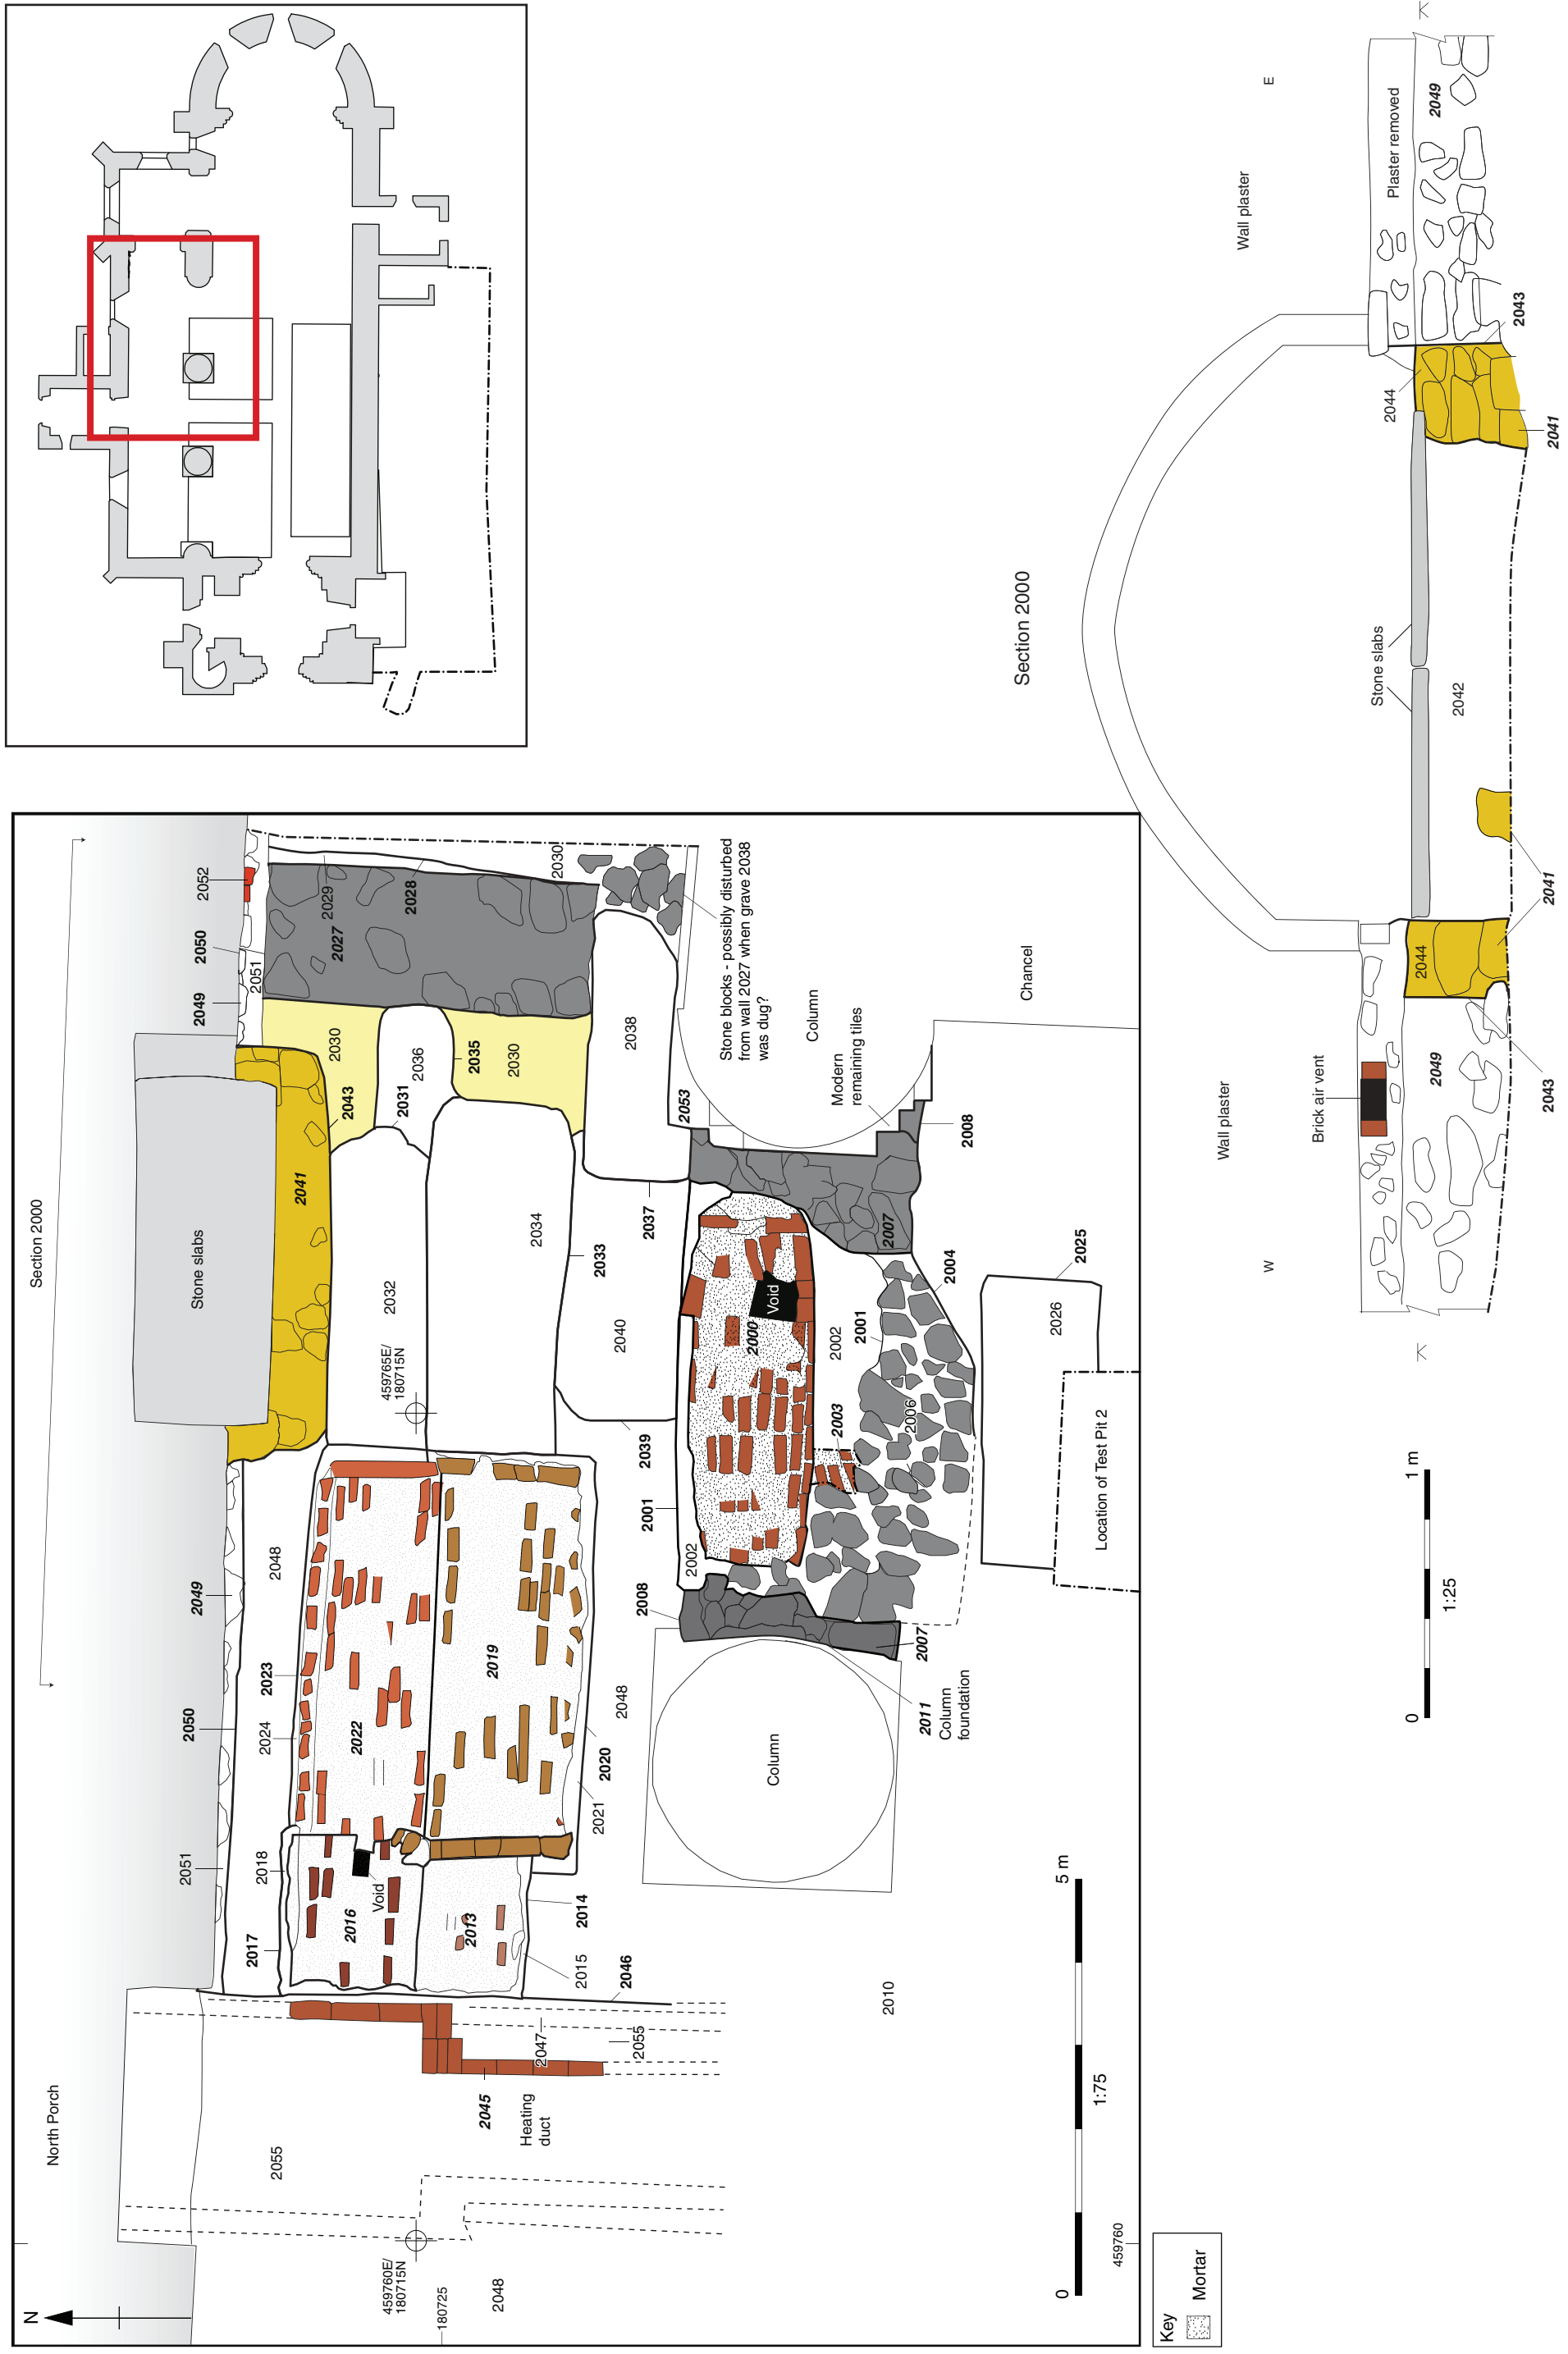 N
North Porch
Section 2000
Stone slabs
2052
2050
2049
2051
2029
2027
2028
2030
2030
2043
2036
2035
2030
2031
2041
2038
2053
Stone blocks - possibly disturbed
from wall 2027 when grave 2038
was dug?
Column
Modern
remaining tiles
Chancel
2008
2007
2004
2037
2033
2034
2032
459765E/
180715N
2040
2039
2001
2000
Void
2002
2001
2003
2006
2025
2026
Location of Test Pit 2
2049
2048
2023
2024
2022
2019
2050
2051
2018
2017
2016
Void
2013
2014
2015
2046
2020
2021
2048
2002
2008
2007
2011
Column
foundation
Column
2010
2047
2055
2045
Heating
duct
2055
459760E/
180715N
180725
2048
459760
0
5 m
1:75
Key
Mortar
Section 2000
W
E
Wall plaster
Wall plaster
Brick air vent
Plaster removed
Stone slabs
2049
2044
2042
2044
2049
2043
2041
2043
2041
0
1 m
1:25